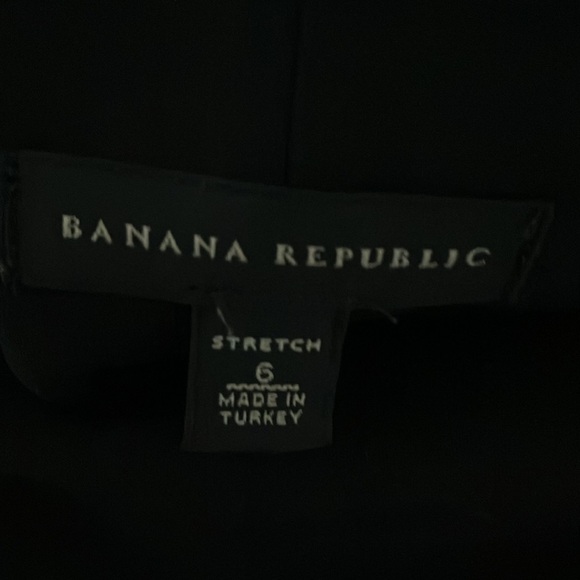 BANANA REPUBLIC
STRETCH
6
MADE IN
TURKEY